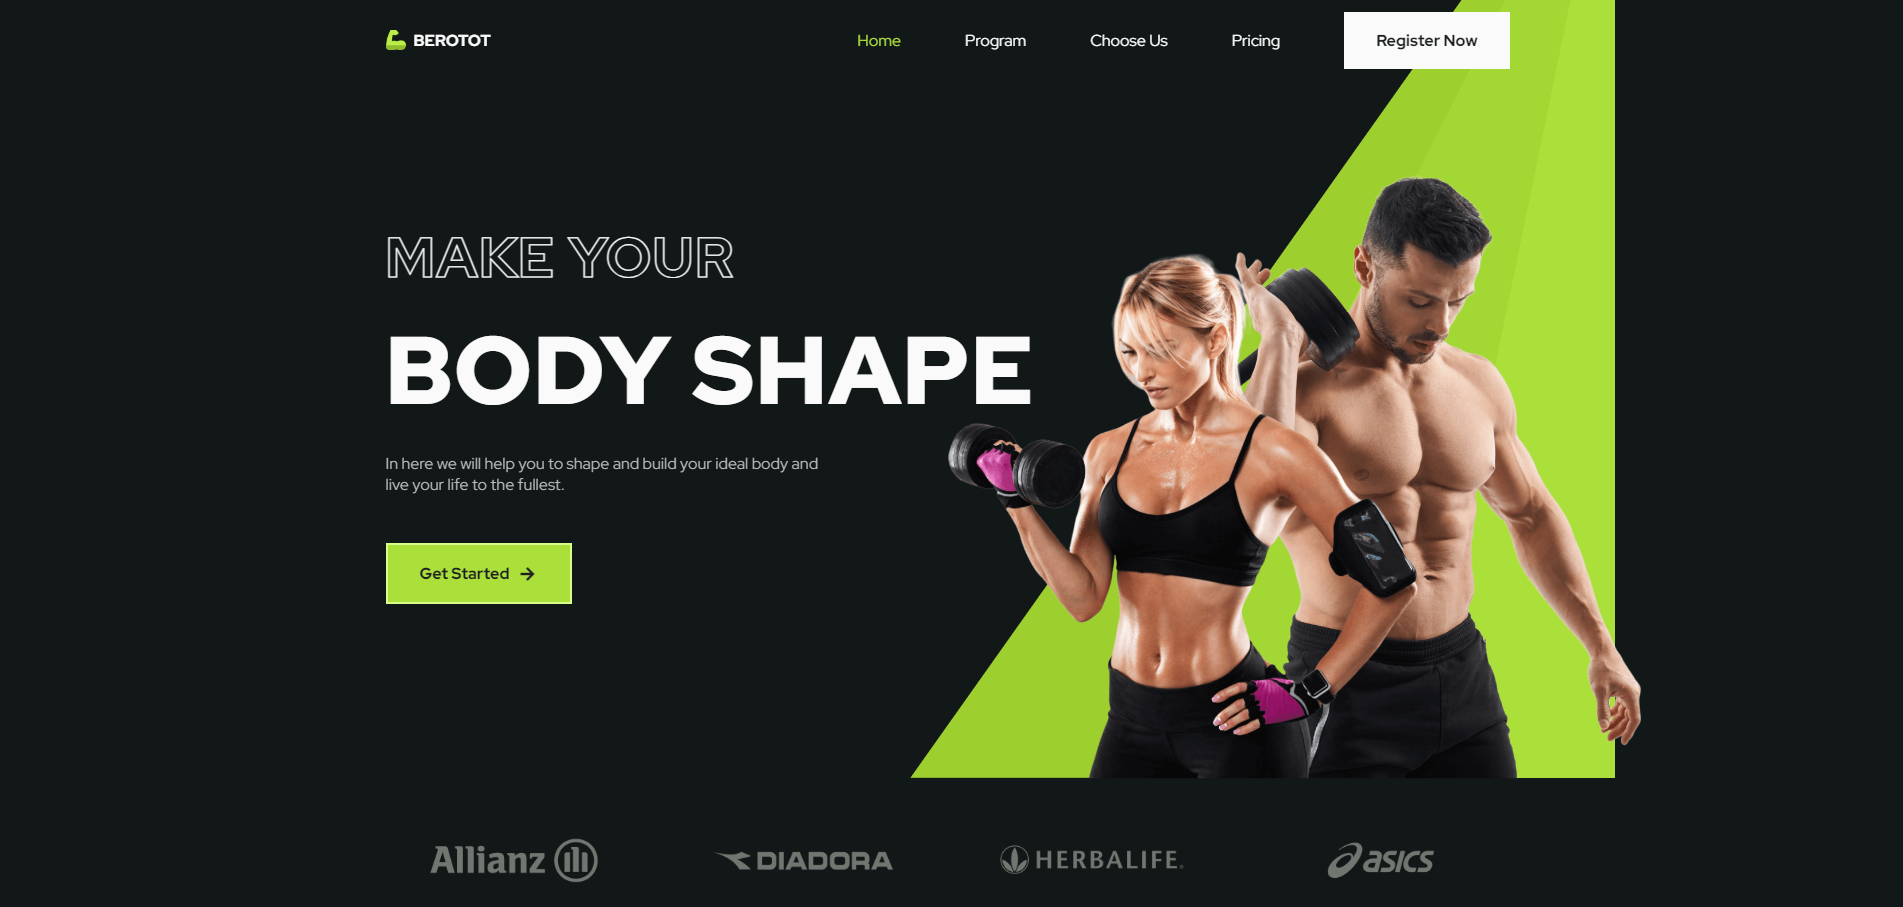 BEROTOT
Home
Program
Choose Us
Pricing
Register Now
MAKE YOUR
BODY SHAPE
In here we will help you to shape and build your ideal body and
live your life to the fullest.
Get Started
Allianz
DIADORA
HERBALIFE
asics